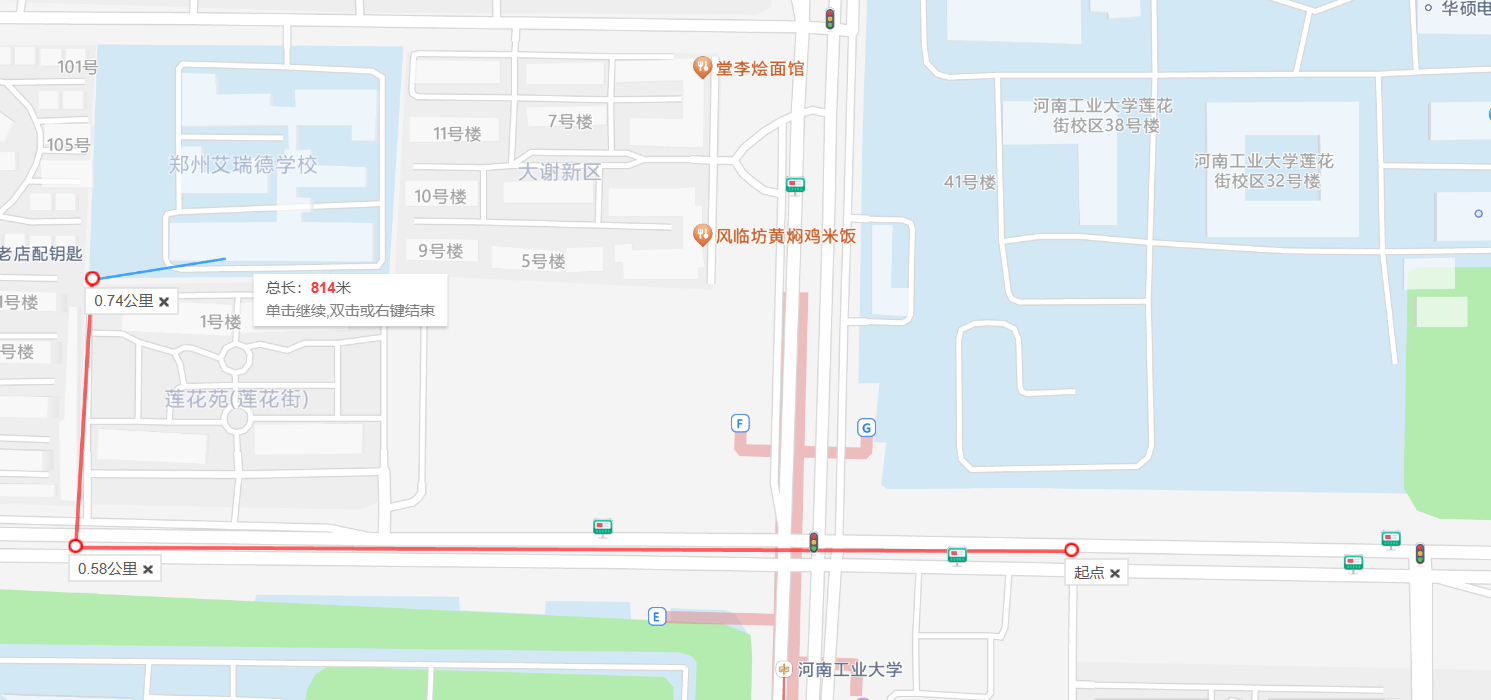 华硕电
101号
堂李烩面馆
河南工业大学莲花
街校区38号楼
11号楼
7号楼
105号
郑州艾瑞德学校
大谢新区
河南工业大学莲花
街校区32号楼
41号楼
10号楼
风临坊黄焖鸡米饭
老店配钥匙
9号楼
5号楼
总长：814米
单击继续,双击或右键结束
0.74公里
1号楼
1号楼
号楼
莲花苑(莲花街)
F
G
0.58公里
起点
E
河南工业大学